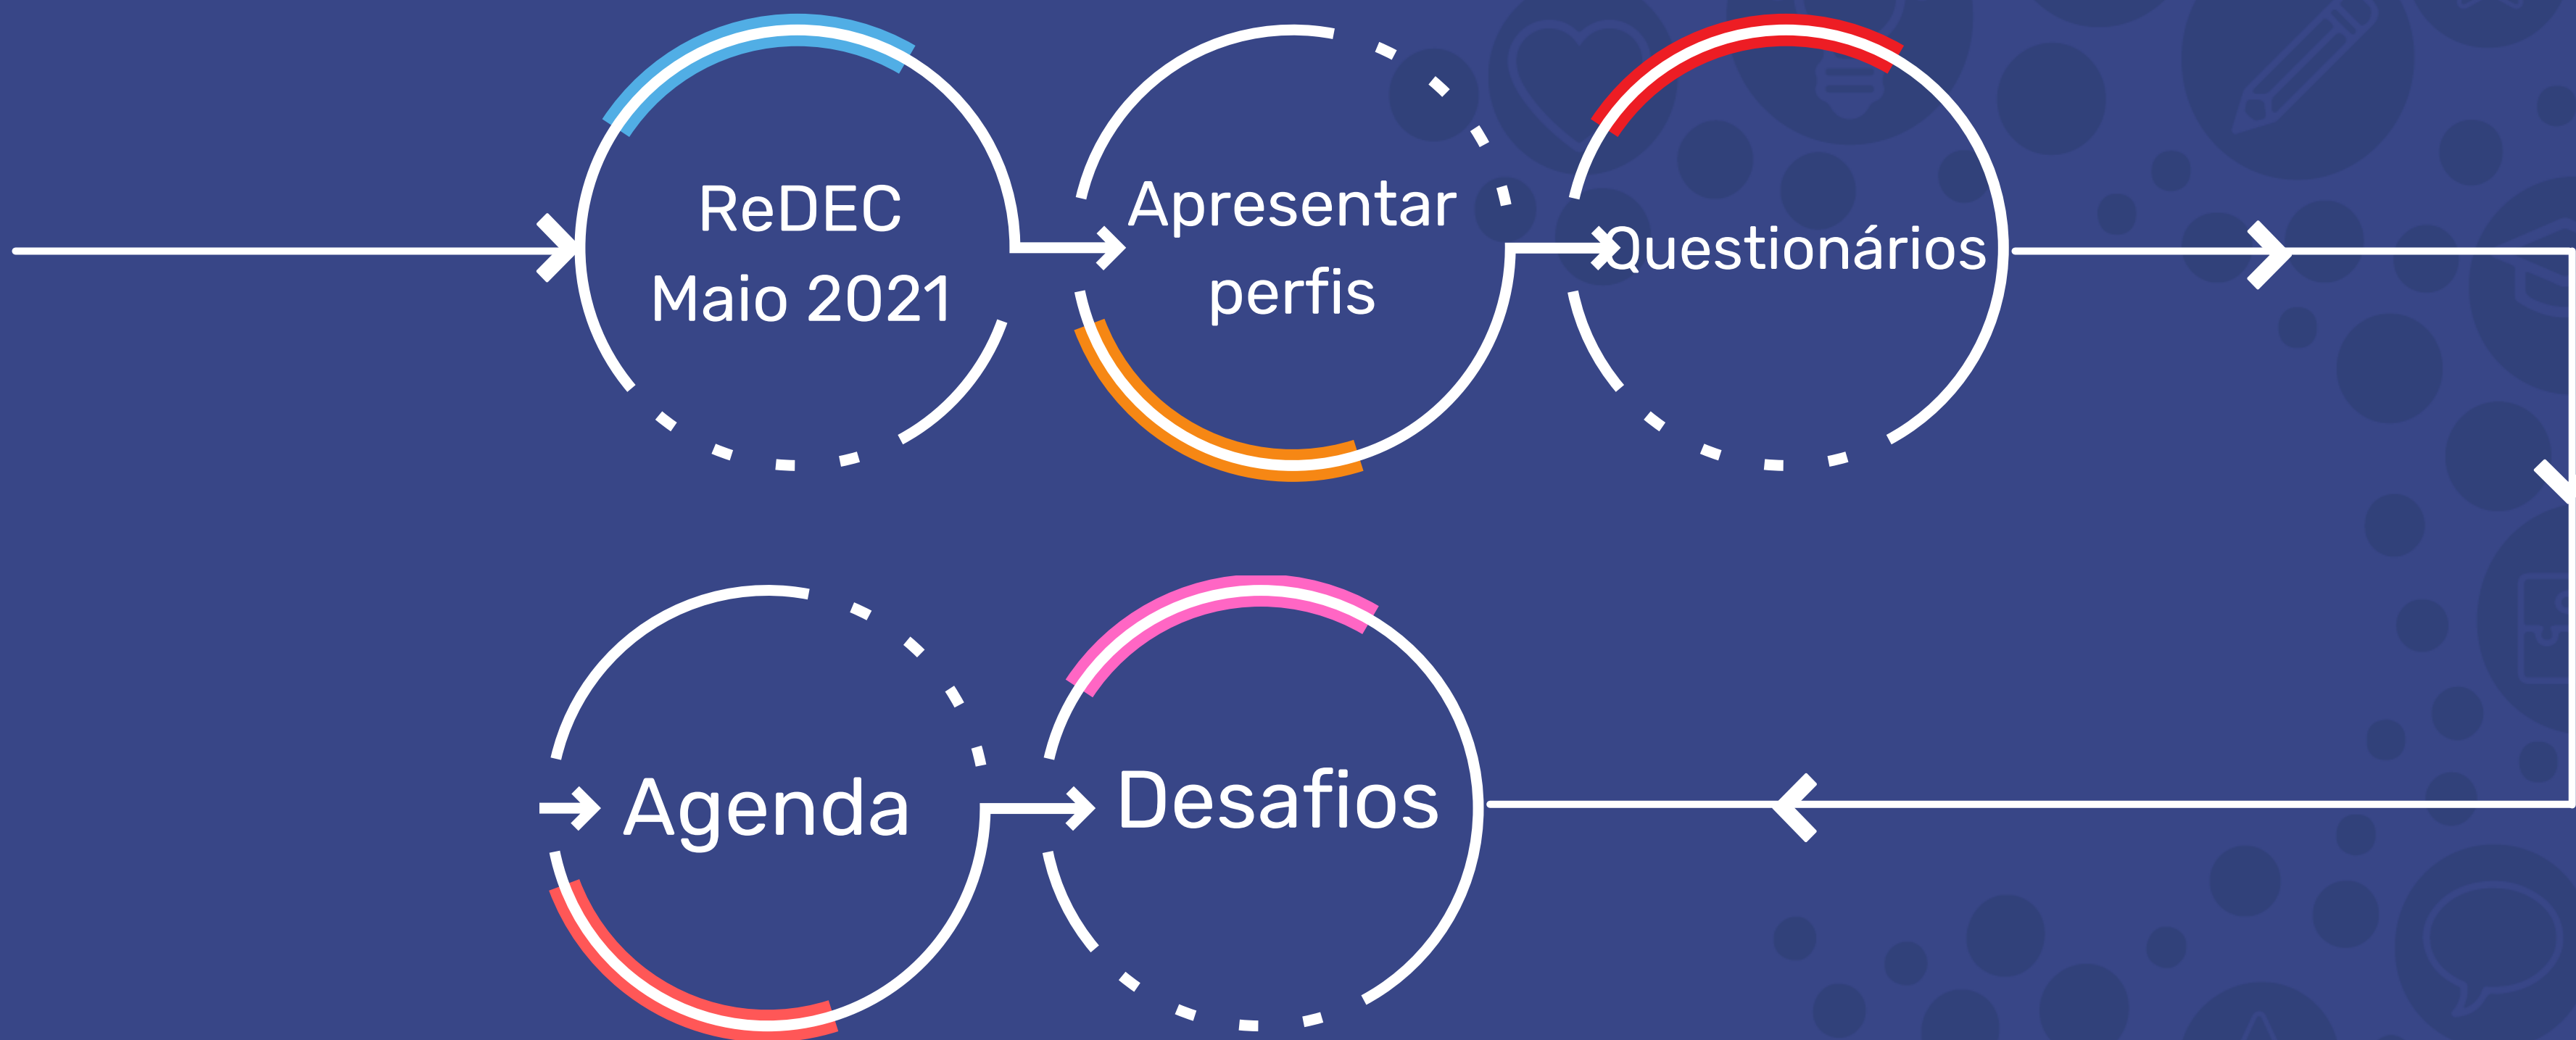 ReDEC
Maio 2021
Apresentar
perfis
Questionários
Agenda
Desafios